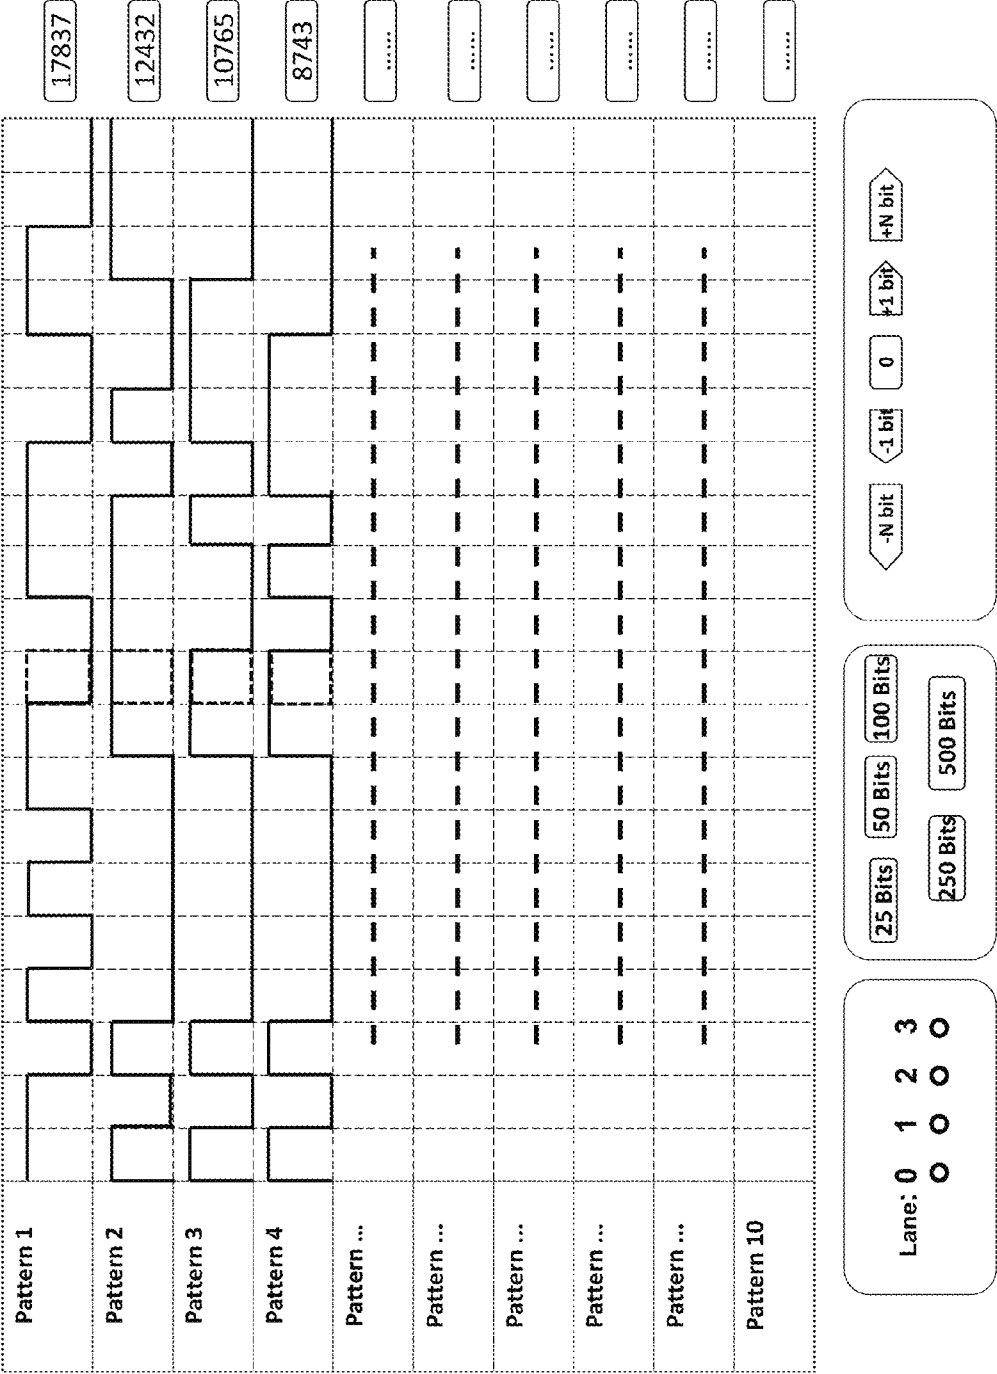 Pattern 1
17837
Pattern 2
12432
Pattern 3
10765
Pattern 4
8743
Pattern ...
......
Pattern ...
......
Pattern ...
......
Pattern ...
......
Pattern ...
......
Pattern 10
......
Lane: 0 1 2 3
25 Bits 50 Bits 100 Bits
250 Bits 500 Bits
-N bit -1 bit 0 +1 bit +N bit